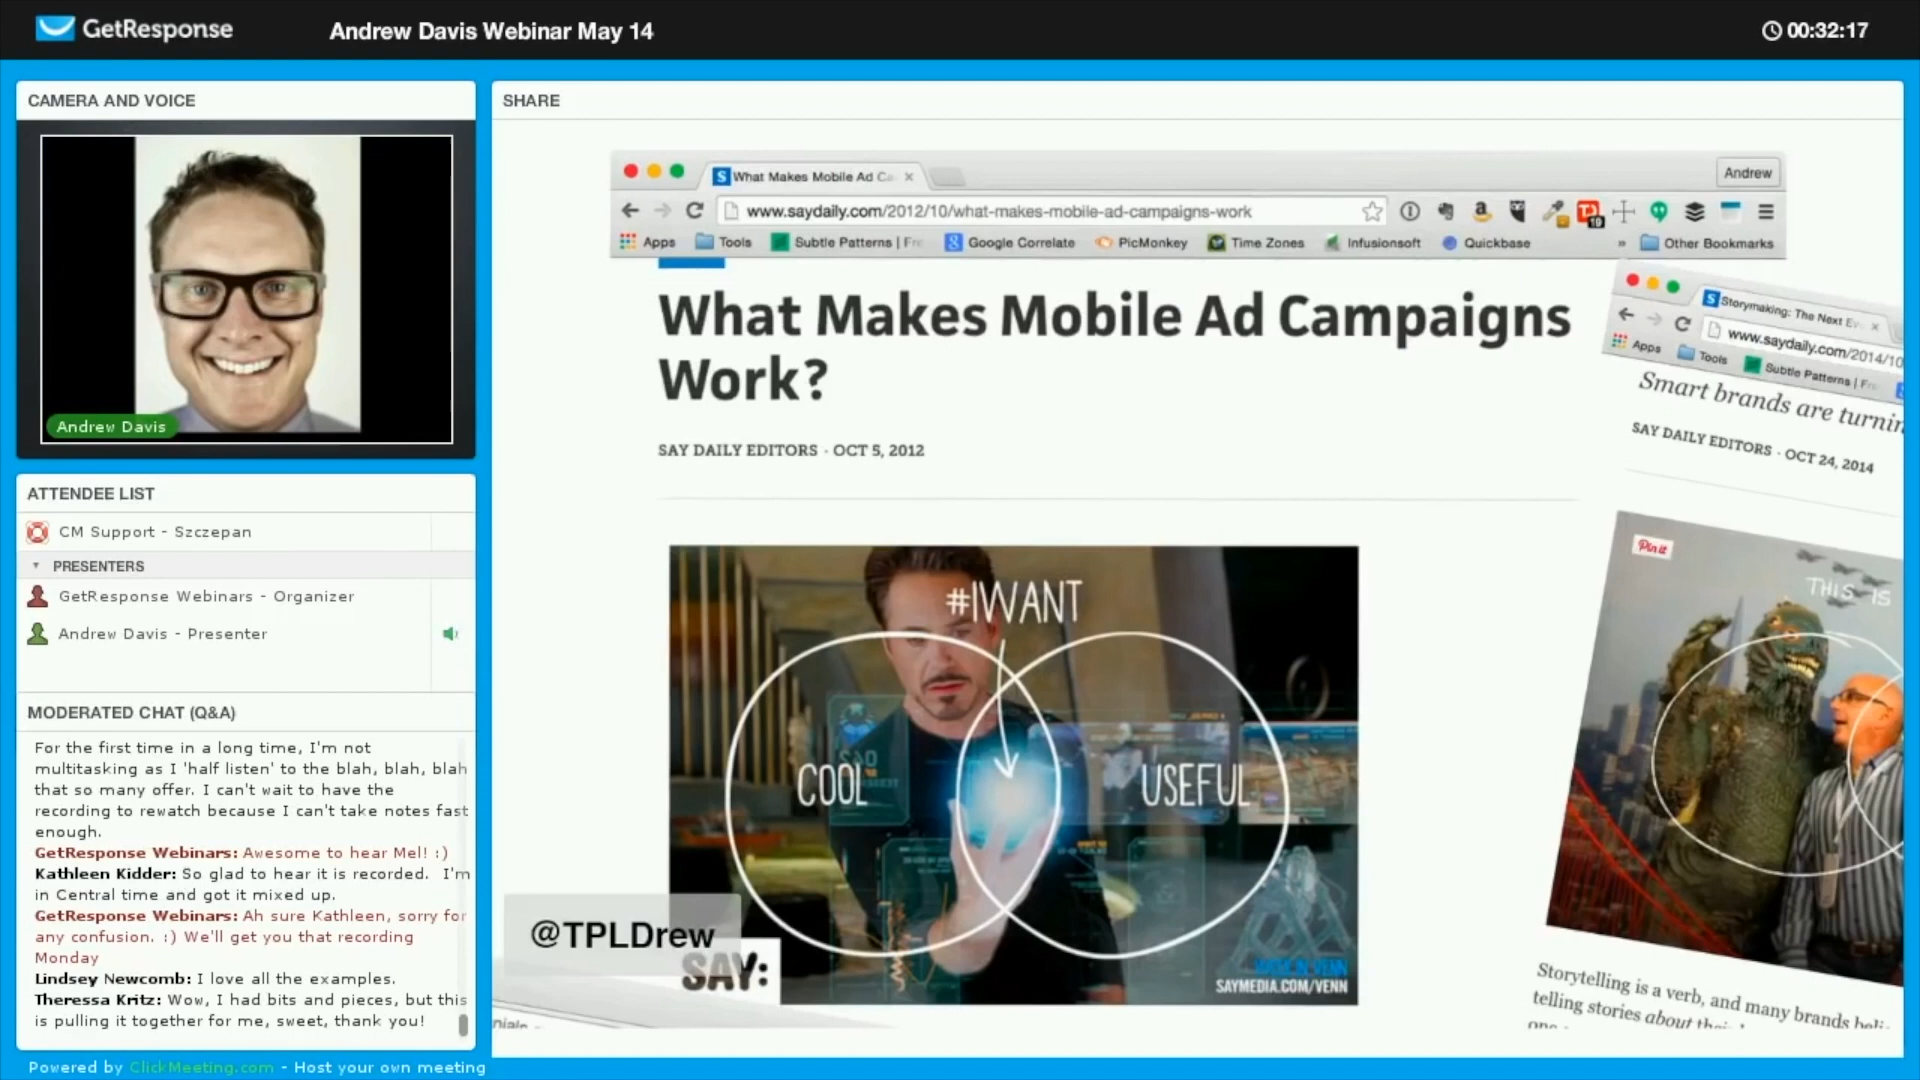 GetResponse
Andrew Davis Webinar May 14
00:32:17
CAMERA AND VOICE
Andrew Davis
ATTENDEE LIST
CM Support - Szczepan
PRESENTERS
GetResponse Webinars - Organizer
Andrew Davis - Presenter
MODERATED CHAT (Q&A)
For the first time in a long time, I'm not
multitasking as I 'half listen' to the blah, blah, blah
that so many offer. I can't wait to have the
recording to rewatch because I can't take notes fast
enough.
GetResponse Webinars: Awesome to hear Mel! :)
Kathleen Kidder: So glad to hear it is recorded. I'm
in Central time and got it mixed up.
GetResponse Webinars: Ah sure Kathleen, sorry for
any confusion. :) We'll get you that recording
Monday
Lindsey Newcomb: I love all the examples.
Theressa Kritz: Wow, I had bits and pieces, but this
is pulling it together for me, sweet, thank you!
Powered by ClickMeeting.com - Host your own meeting
SHARE
What Makes Mobile Ad Ca
Andrew
www.saydaily.com/2012/10/what-makes-mobile-ad-campaigns-work
Apps Tools Subtle Patterns | Fre Google Correlate PicMonkey Time Zones Infusionsoft Quickbase » Other Bookmarks
What Makes Mobile Ad Campaigns
Work?
SAY DAILY EDITORS · OCT 5, 2012
#IWANT
COOL
USEFUL
@TPLDrew
SAY:
MADE IN VENN
SAYMEDIA.COM/VENN
Storymaking: The Next Ev
www.saydaily.com/2014/10
Apps Tools Subtle Patterns | Fre
Smart brands are turnin
SAY DAILY EDITORS · OCT 24, 2014
Pin it
THIS IS
Storytelling is a verb, and many brands beli
telling stories about their